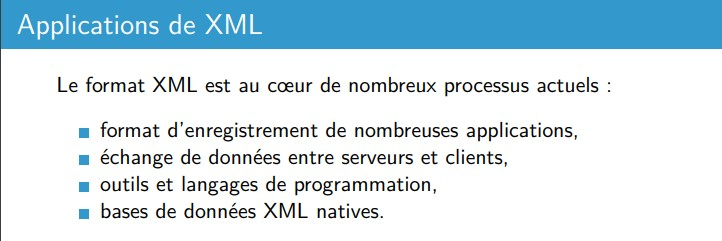 Applications de XML
Le format XML est au cœur de nombreux processus actuels :
format d'enregistrement de nombreuses applications,
échange de données entre serveurs et clients,
outils et langages de programmation,
bases de données XML natives.